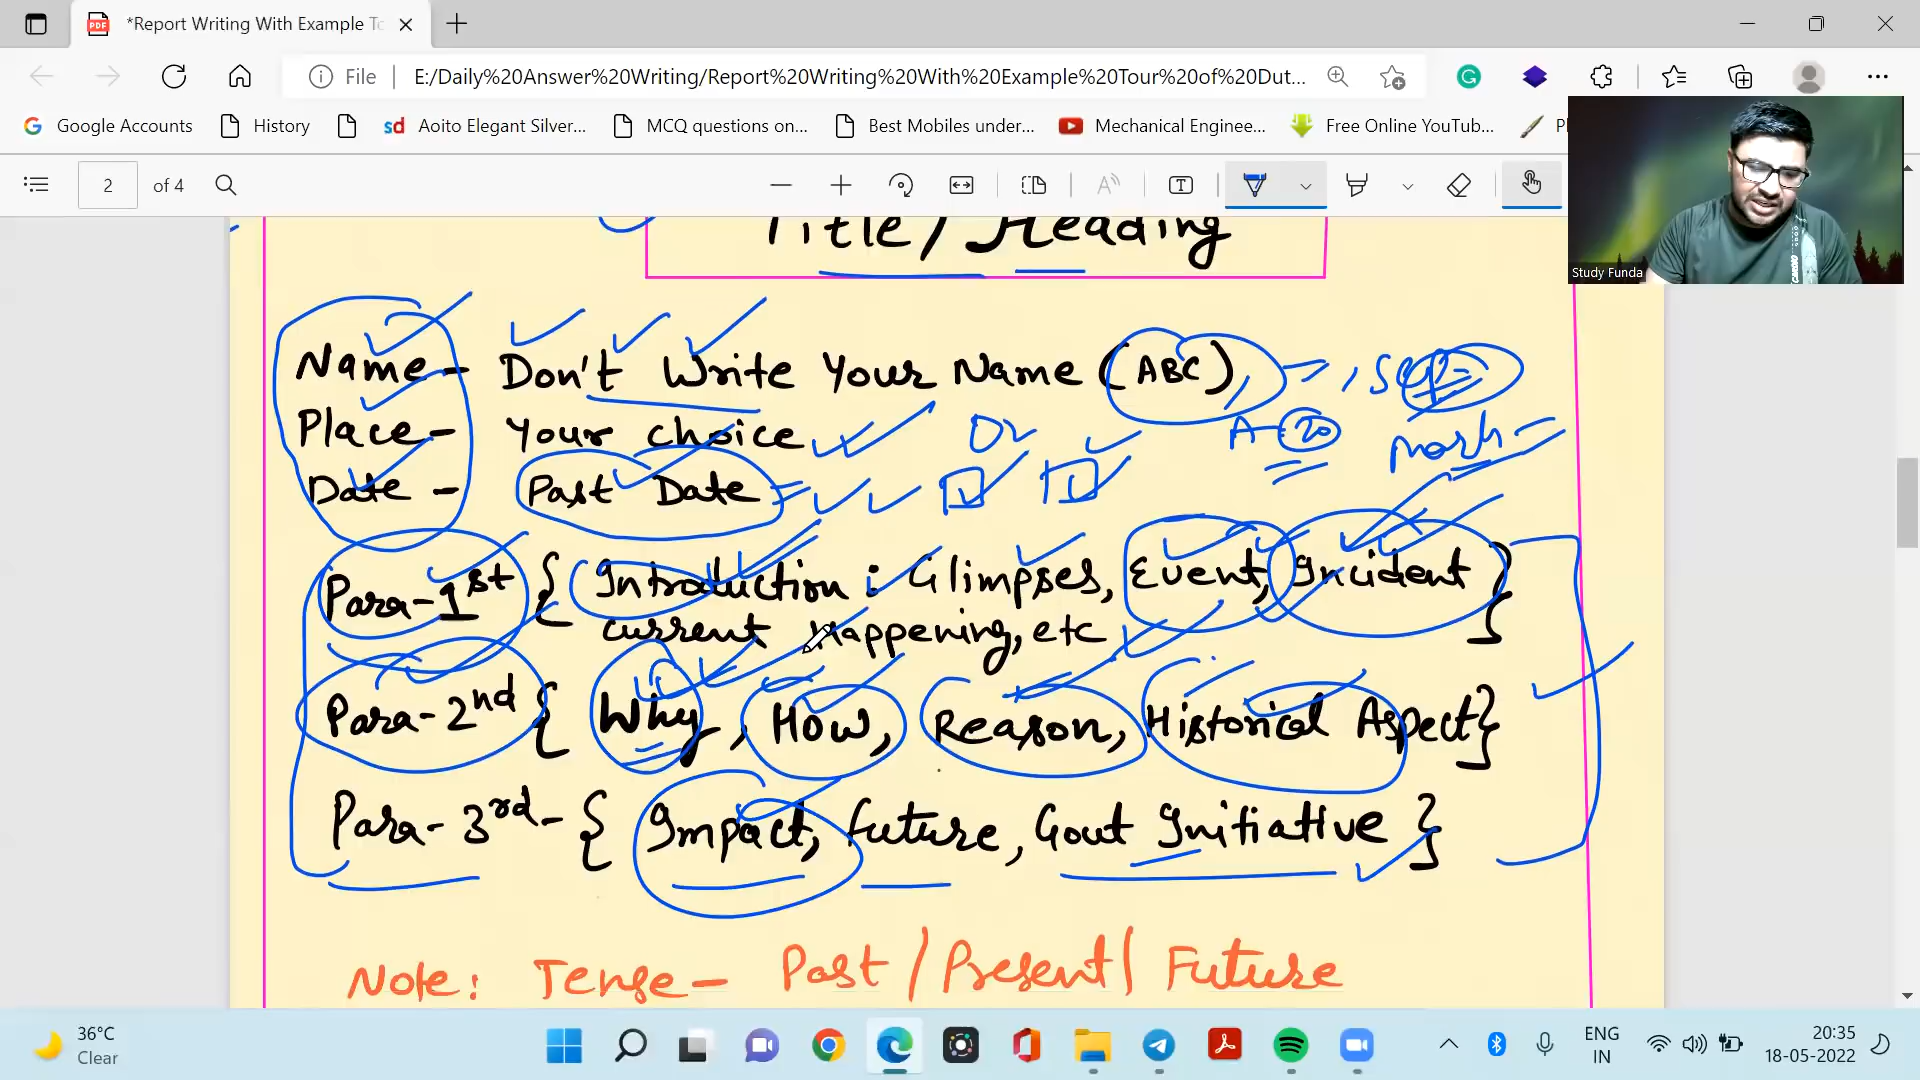 *Report Writing With Example To
File
E:/Daily%20Answer%20Writing/Report%20Writing%20With%20Example%20Tour%20of%20Dut...
Google Accounts
History
sd Aoito Elegant Silver...
MCQ questions on...
Best Mobiles under...
Mechanical Enginee...
Free Online YouTub...
2 of 4
Study Funda
Title/Heading
Name - Don't Write Your Name (ABC),
Place - Your choice or A - 20 Mark
Date - Past Date
Para-1st { Introduction : Glimpses, Event, Incident }
current Happening, etc
Para-2nd { Why, How, Reason, Historical Aspect}
Para-3rd - { Impact, Future, Govt Initiative }
Note: Tense - Past / Present / Future
36°C
Clear
ENG
IN
20:35
18-05-2022